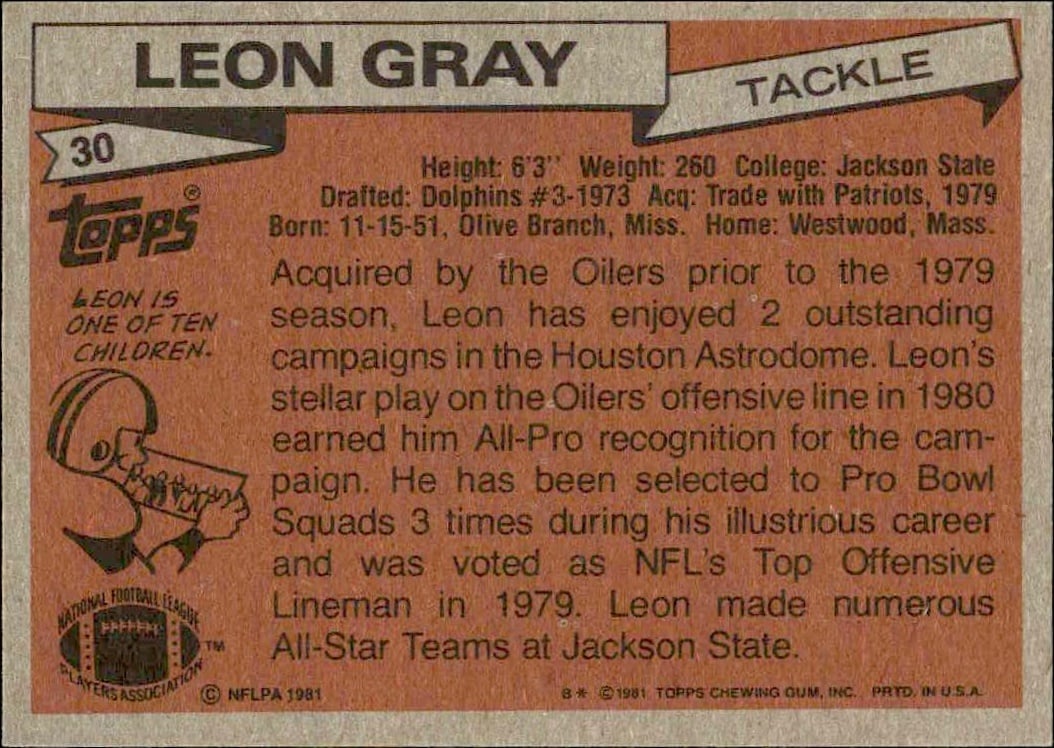 LEON GRAY
TACKLE
30
Height: 6'3'' Weight: 260 College: Jackson State
Drafted: Dolphins #3-1973 Acq: Trade with Patriots, 1979
Born: 11-15-51, Olive Branch, Miss. Home: Westwood, Mass.
topps®
LEON IS
ONE OF TEN
CHILDREN.
Acquired by the Oilers prior to the 1979
season, Leon has enjoyed 2 outstanding
campaigns in the Houston Astrodome. Leon's
stellar play on the Oilers' offensive line in 1980
earned him All-Pro recognition for the cam-
paign. He has been selected to Pro Bowl
Squads 3 times during his illustrious career
and was voted as NFL's Top Offensive
Lineman in 1979. Leon made numerous
All-Star Teams at Jackson State.
NATIONAL FOOTBALL LEAGUE
PLAYERS ASSOCIATION
TM
© NFLPA 1981
B* © 1981 TOPPS CHEWING GUM, INC. PRTD. IN U.S.A.